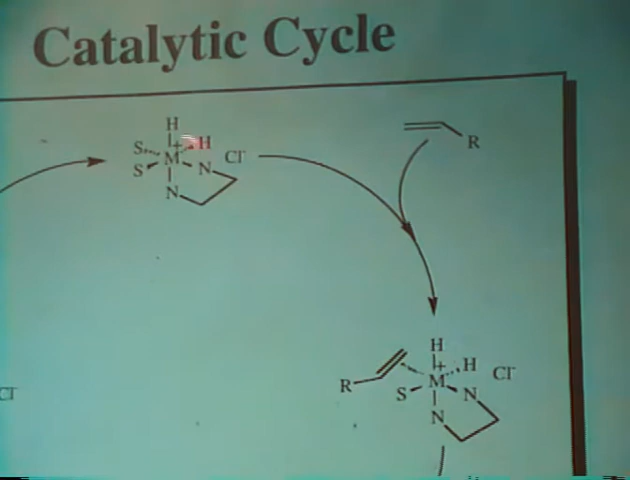 Catalytic Cycle
H
S M + H Cl⁻
S N
N
R
H
+ H Cl⁻
R M
S N
N
Cl⁻